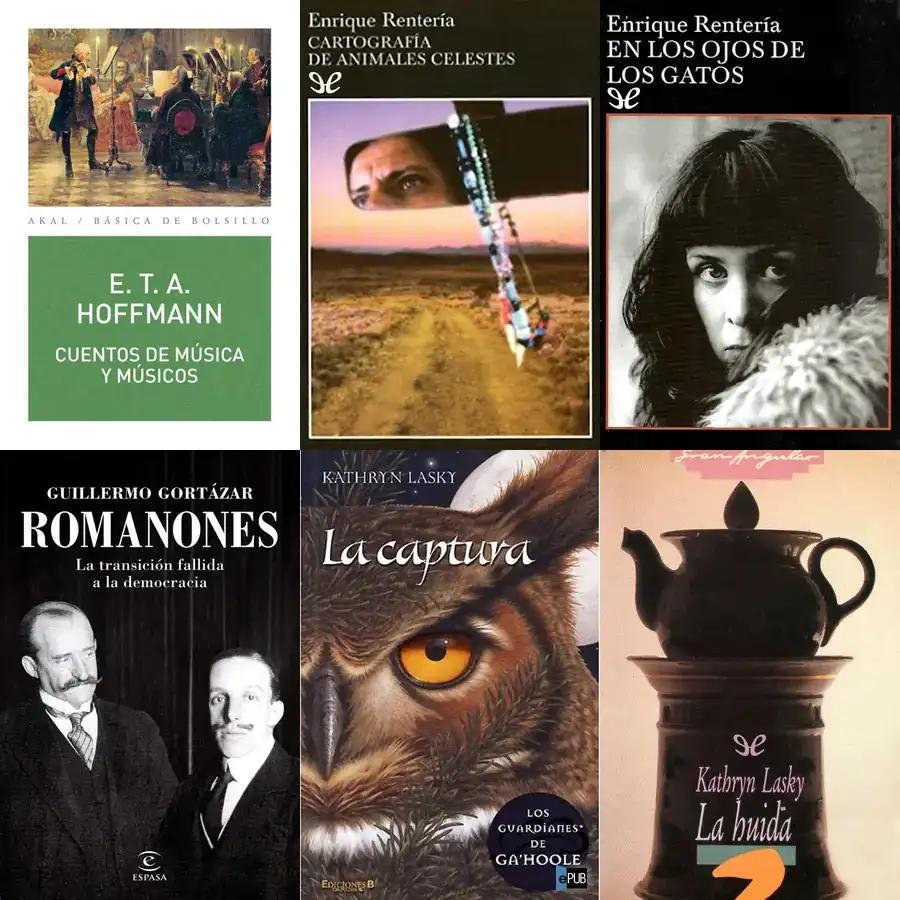 AKAL / BÁSICA DE BOLSILLO
E. T. A.
HOFFMANN
CUENTOS DE MÚSICA
Y MÚSICOS
Enrique Rentería
CARTOGRAFÍA
DE ANIMALES CELESTES
Enrique Rentería
EN LOS OJOS DE
LOS GATOS
GUILLERMO GORTÁZAR
ROMANONES
La transición fallida
a la democracia
e
ESPASA
KATHRYN LASKY
La captura
LOS
GUARDIANES
DE
GA'HOOLE
EDICIONES B
ePUB
Gran Angular
Kathryn Lasky
La huida